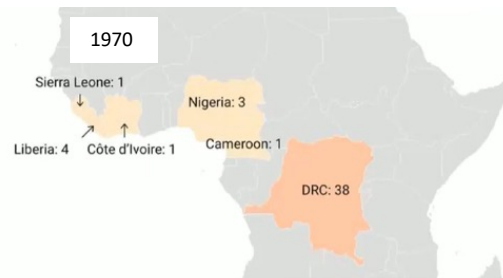 1970
Sierra Leone: 1
Nigeria: 3
Liberia: 4
Côte d'Ivoire: 1
Cameroon: 1
DRC: 38